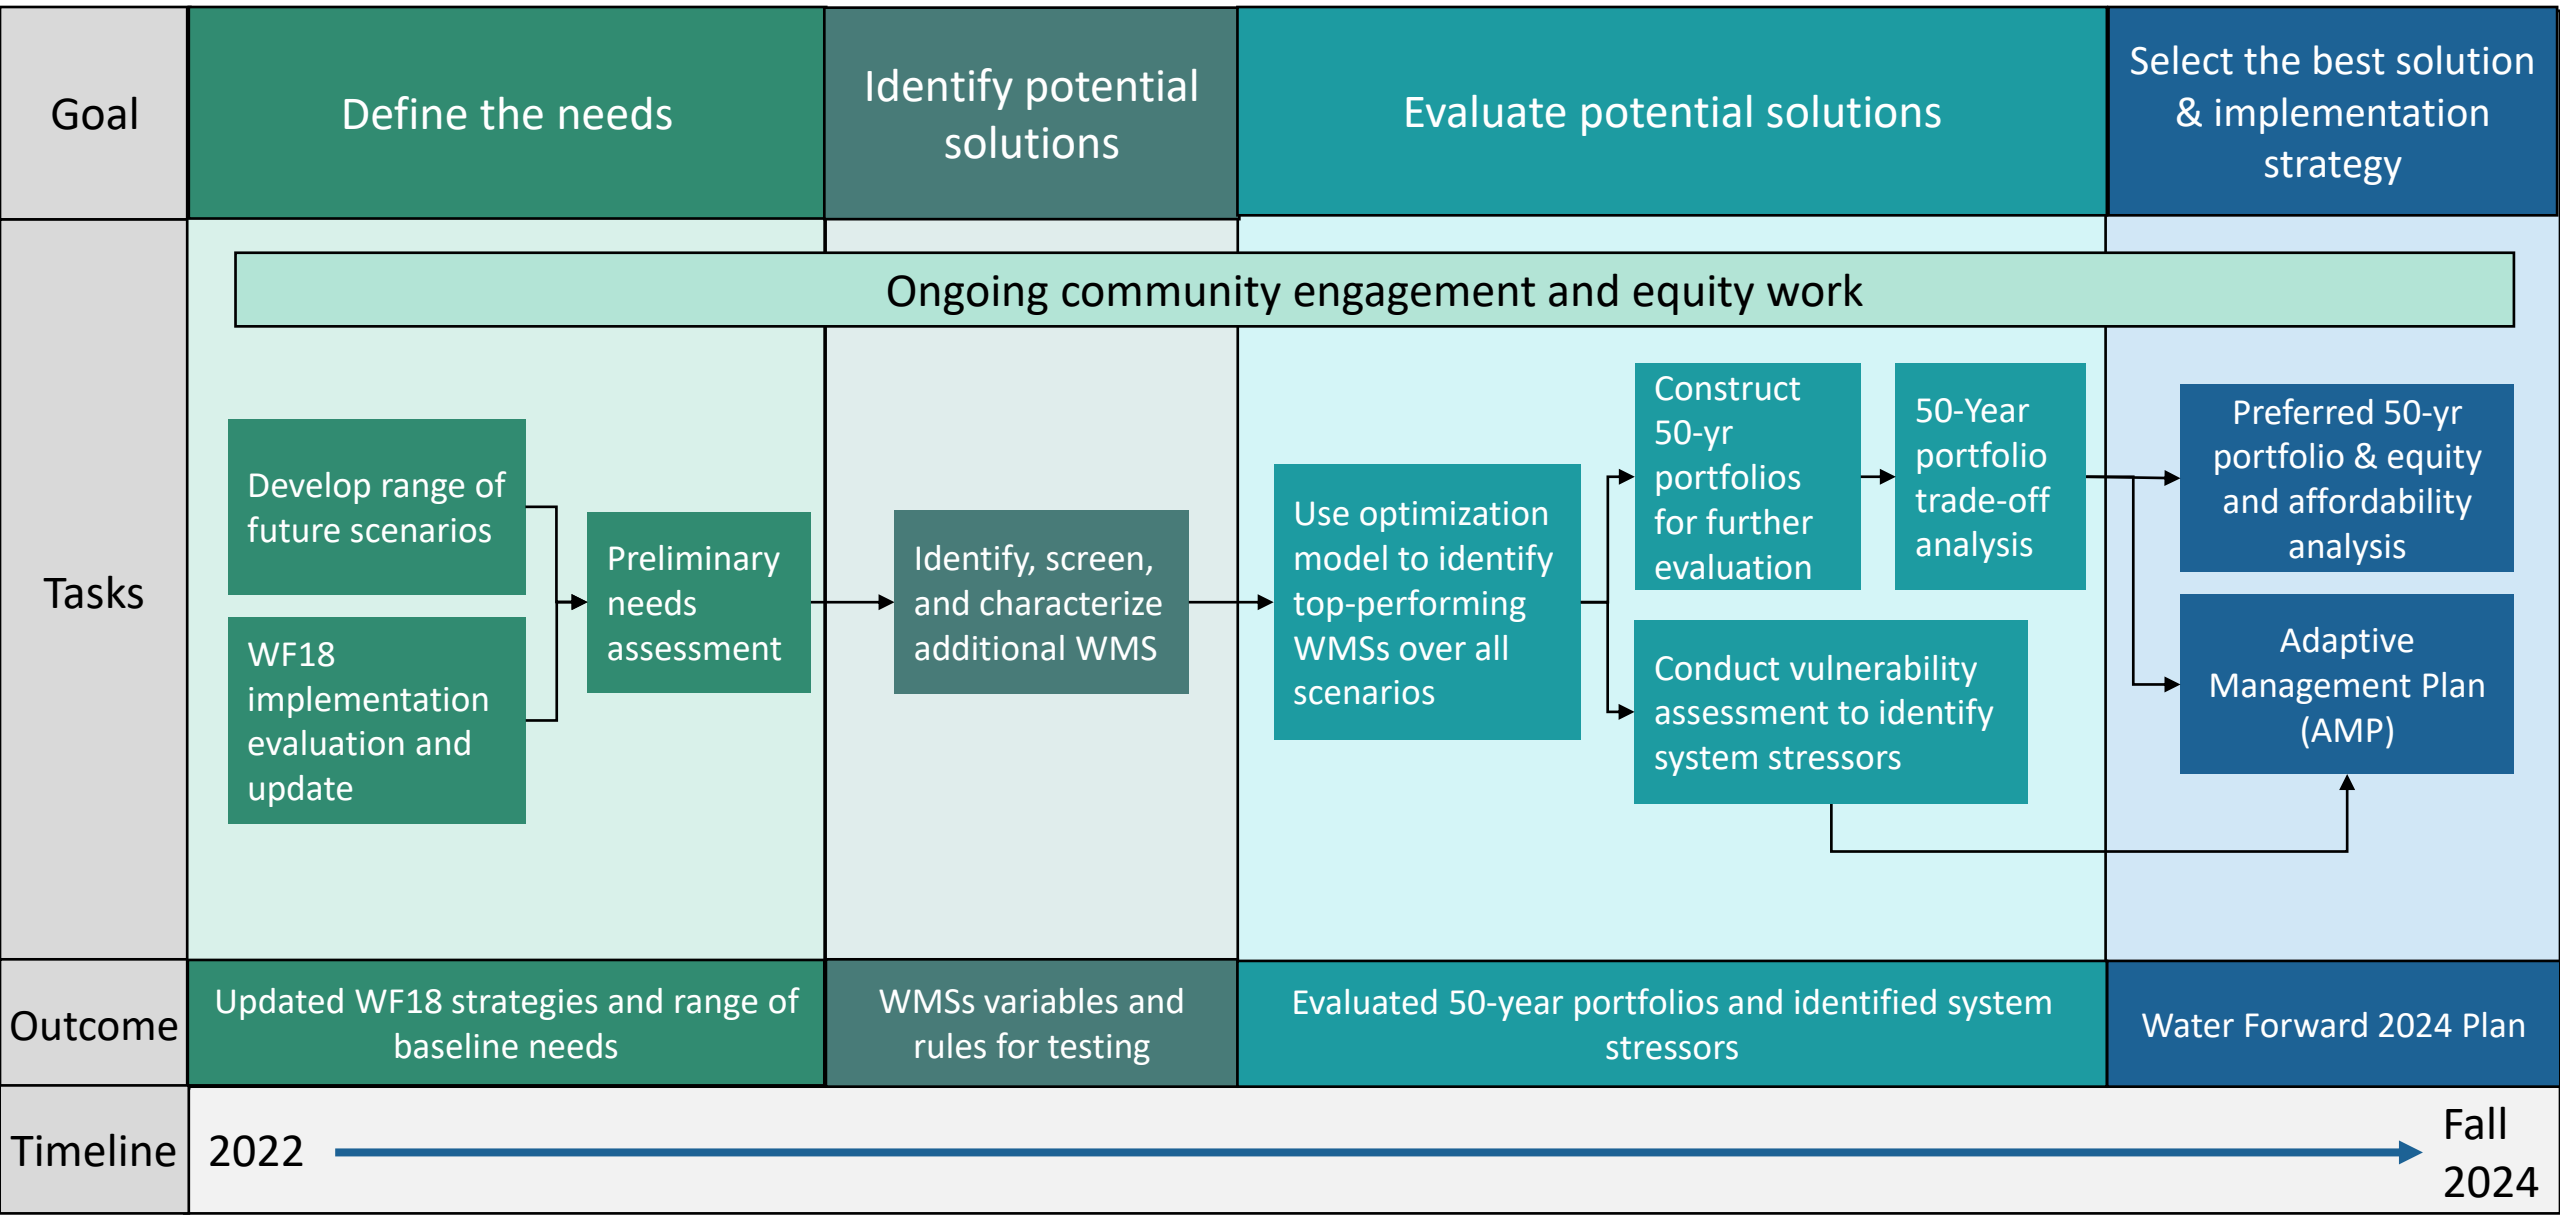 Goal
Define the needs
Identify potential
solutions
Evaluate potential solutions
Select the best solution
& implementation
strategy
Tasks
Ongoing community engagement and equity work
Develop range of
future scenarios
WF18
implementation
evaluation and
update
Preliminary
needs
assessment
Identify, screen,
and characterize
additional WMS
Use optimization
model to identify
top-performing
WMSs over all
scenarios
Construct
50-yr
portfolios
for further
evaluation
50-Year
portfolio
trade-off
analysis
Conduct vulnerability
assessment to identify
system stressors
Preferred 50-yr
portfolio & equity
and affordability
analysis
Adaptive
Management Plan
(AMP)
Outcome
Updated WF18 strategies and range of
baseline needs
WMSs variables and
rules for testing
Evaluated 50-year portfolios and identified system
stressors
Water Forward 2024 Plan
Timeline
2022
Fall
2024